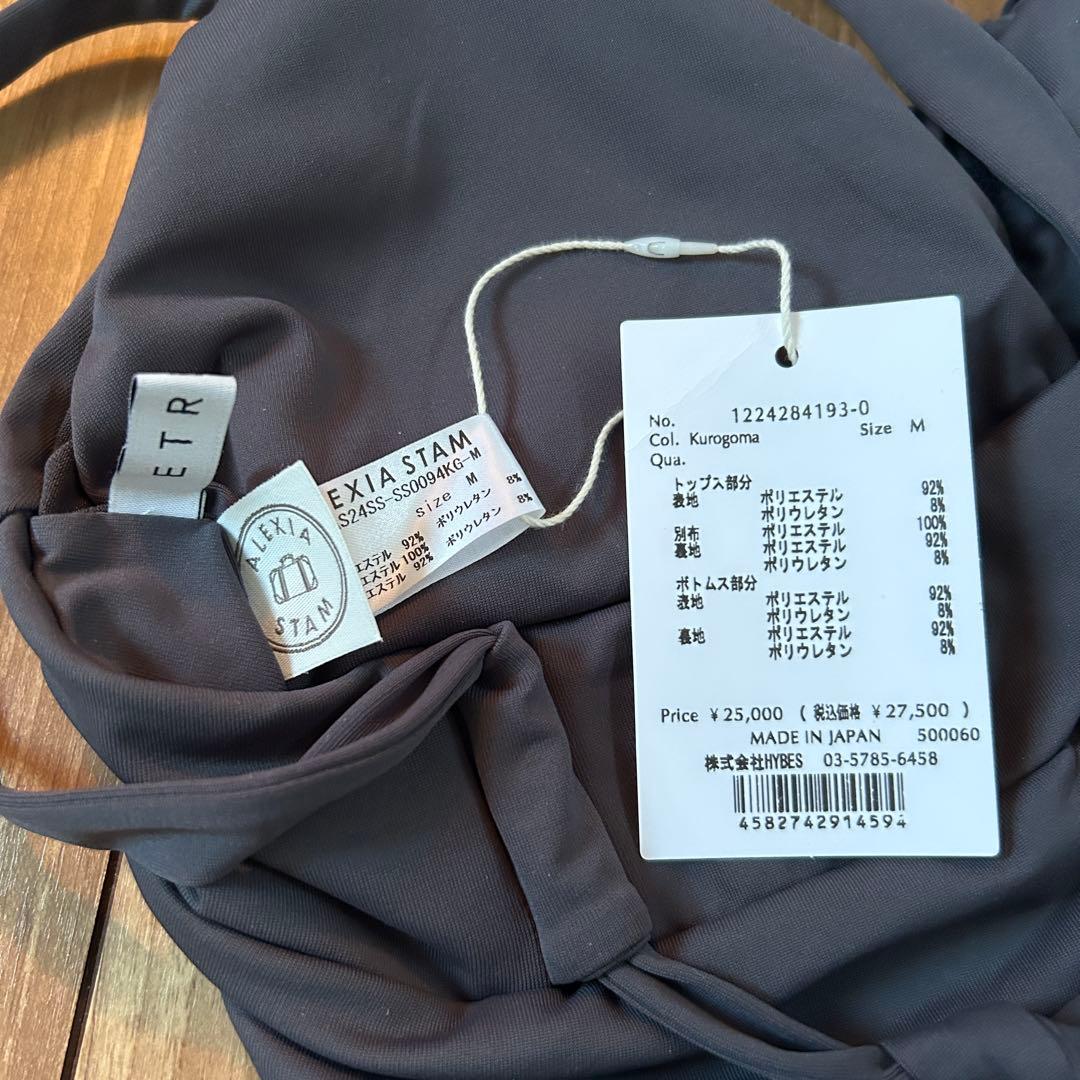 ETR
ALEXIA
STAM
EXIA STAM
S24SS-SS0094KG-M
size M
エステル 92% ポリウレタン 8%
エステル 100%
エステル 92% ポリウレタン 8%
No. 1224284193-0
Col. Kurogoma Size M
Qua.
トップス部分
表地 ポリエステル 92%
ポリウレタン 8%
別布 ポリエステル 100%
裏地 ポリエステル 92%
ポリウレタン 8%
ボトムス部分
表地 ポリエステル 92%
ポリウレタン 8%
裏地 ポリエステル 92%
ポリウレタン 8%
Price ¥25,000 ( 税込価格 ¥27,500 )
MADE IN JAPAN 500060
株式会社HYBES 03-5785-6458
4582742914594